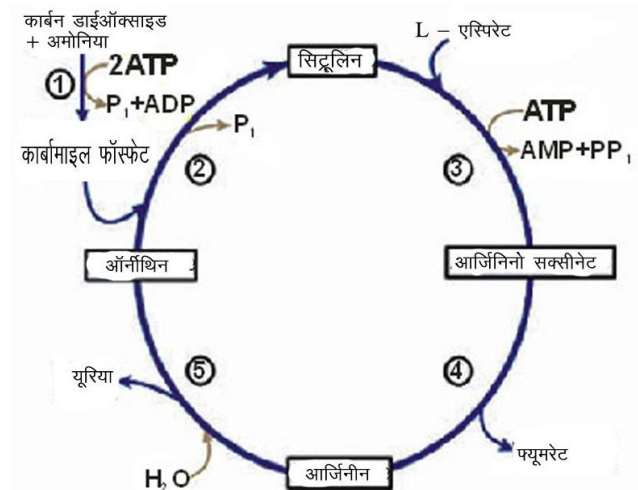 कार्बन डाईऑक्साइड
+ अमोनिया
① 2ATP
P₁+ADP
कार्बामाइल फॉस्फेट
P₁
②
सिट्रूलिन
L – एस्पिरेट
ATP
AMP+PP₁
③
ऑर्नीथिन
आर्जिनिनो सक्सीनेट
⑤
④
यूरिया
फ्यूमरेट
H₂O
आर्जिनीन